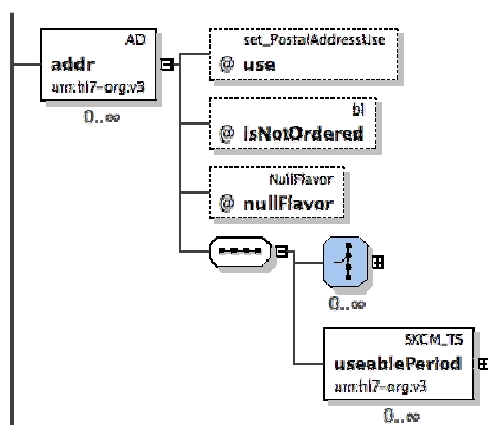 AD
addr
urn:hl7-org:v3
0..∞
set_PostalAddressUse
@ use
bl
@ isNotOrdered
NullFlavor
@ nullFlavor
0..∞
SXCM_TS
useablePeriod
urn:hl7-org:v3
0..∞